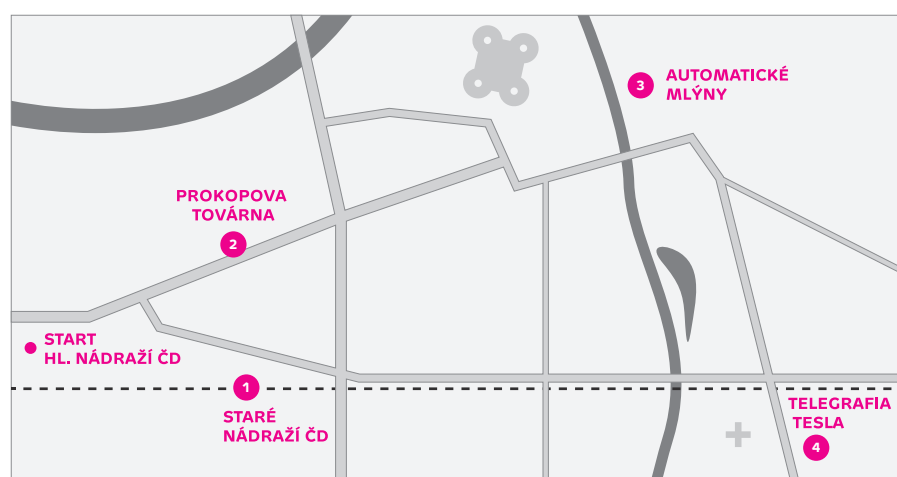 3
AUTOMATICKÉ
MLÝNY
PROKOPOVA
TOVÁRNA
2
START
HL. NÁDRAŽÍ ČD
1
STARÉ
NÁDRAŽÍ ČD
TELEGRAFIA
TESLA
4